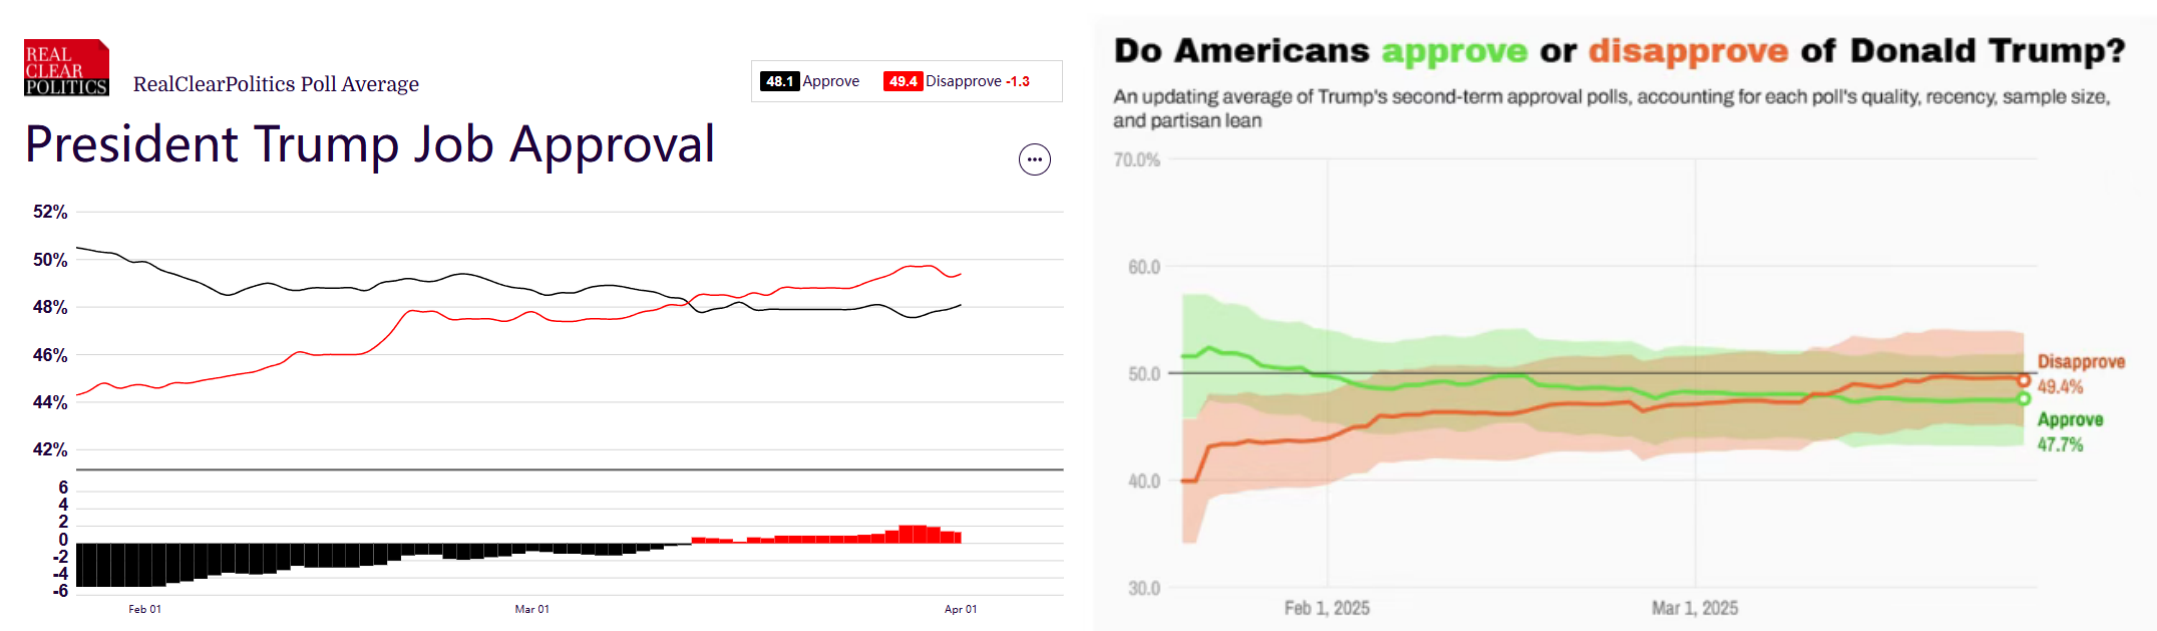 REAL
CLEAR
POLITICS
RealClearPolitics Poll Average
48.1 Approve 49.4 Disapprove -1.3
President Trump Job Approval
52%
50%
48%
46%
44%
42%
6
4
2
0
-2
-4
-6
Feb 01 Mar 01 Apr 01
Do Americans approve or disapprove of Donald Trump?
An updating average of Trump's second-term approval polls, accounting for each poll's quality, recency, sample size,
and partisan lean
70.0%
60.0
50.0
40.0
30.0
Disapprove
49.4%
Approve
47.7%
Feb 1, 2025 Mar 1, 2025